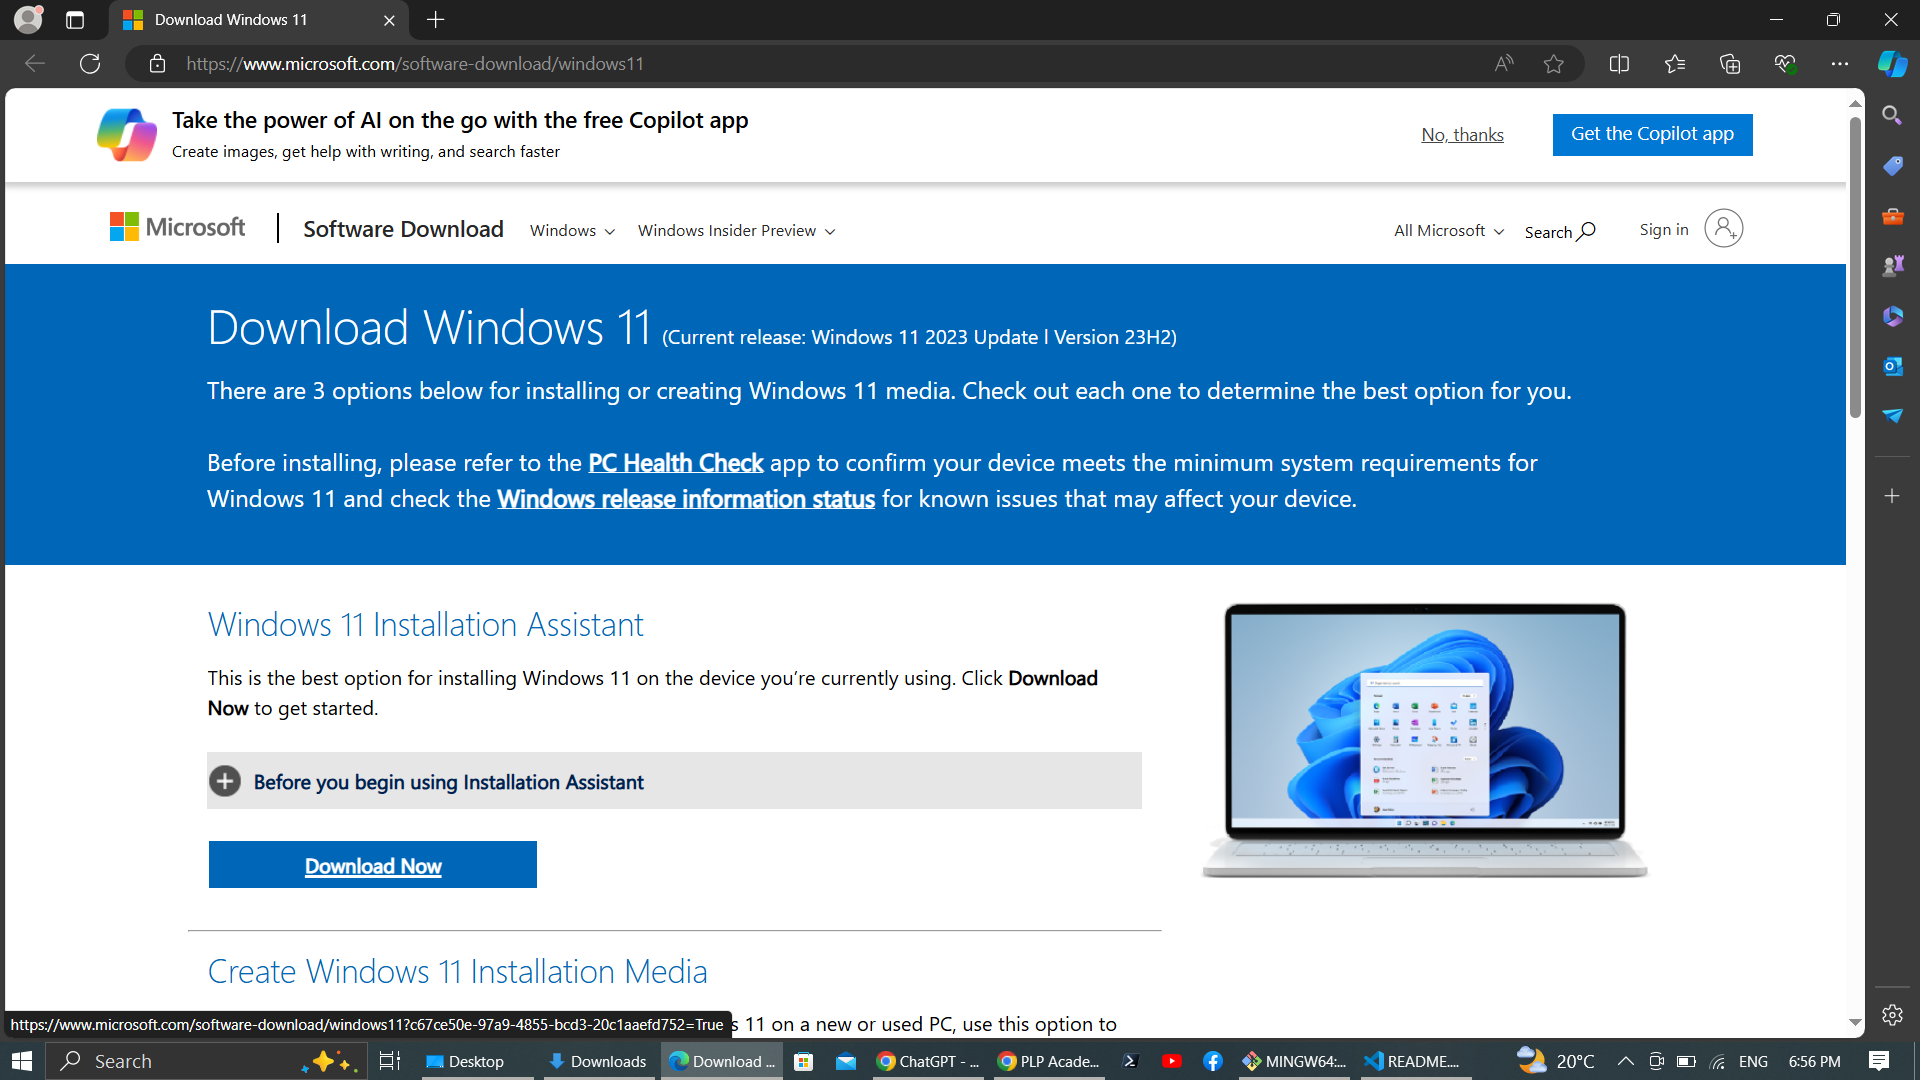 Download Windows 11
https://www.microsoft.com/software-download/windows11
Take the power of AI on the go with the free Copilot app
Create images, get help with writing, and search faster
No, thanks
Get the Copilot app
Microsoft
Software Download
Windows
Windows Insider Preview
All Microsoft
Search
Sign in
Download Windows 11 (Current release: Windows 11 2023 Update l Version 23H2)
There are 3 options below for installing or creating Windows 11 media. Check out each one to determine the best option for you.
Before installing, please refer to the PC Health Check app to confirm your device meets the minimum system requirements for
Windows 11 and check the Windows release information status for known issues that may affect your device.
Windows 11 Installation Assistant
This is the best option for installing Windows 11 on the device you're currently using. Click Download
Now to get started.
Before you begin using Installation Assistant
Download Now
Create Windows 11 Installation Media
s 11 on a new or used PC, use this option to
https://www.microsoft.com/software-download/windows11?c67ce50e-97a9-4855-bcd3-20c1aaefd752=True
Search
Desktop
Downloads
Download ...
ChatGPT - ...
PLP Acade...
MINGW64:...
README....
20°C
ENG
6:56 PM